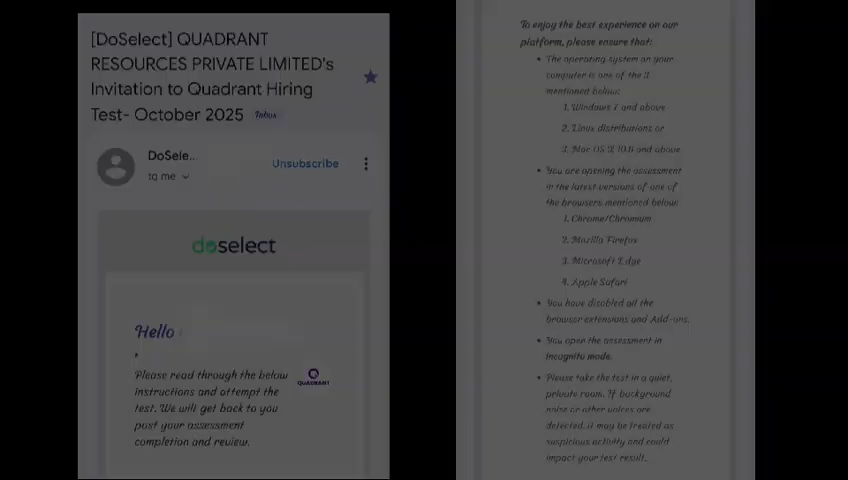 [DoSelect] QUADRANT
RESOURCES PRIVATE LIMITED's
Invitation to Quadrant Hiring
Test- October 2025 Inbox
DoSele..
to me
Unsubscribe
doselect
Hello
,
Please read through the below
instructions and attempt the
test. We will get back to you
post your assessment
completion and review.
QUADRANT
To enjoy the best experience on our
platform, please ensure that:
• The operating system on your
computer is one of the 3
mentioned below:
1. Windows 7 and above
2. Linux distributions or
3. Mac OS X 10.8 and above
• You are opening the assessment
in the latest versions of one of
the browsers mentioned below:
1. Chrome/Chromium
2. Mozilla Firefox
3. Microsoft Edge
4. Apple Safari
• You have disabled all the
browser extensions and Add-ons.
• You open the assessment in
incognito mode.
• Please take the test in a quiet,
private room. If background
noise or other voices are
detected, it may be treated as
suspicious activity and could
impact your test result.